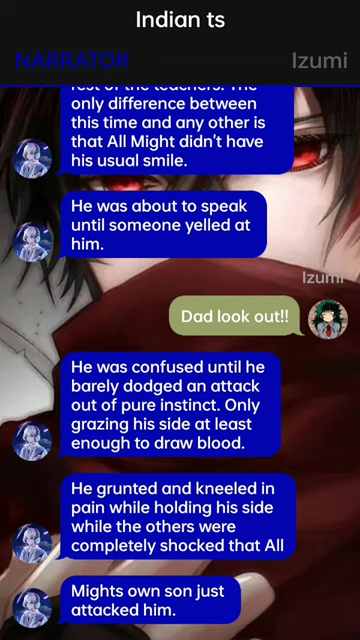 Indian ts
NARRATOR
Izumi
rest of the teachers. The
only difference between
this time and any other is
that All Might didn't have
his usual smile.
He was about to speak
until someone yelled at
him.
Izumi
Dad look out!!
He was confused until he
barely dodged an attack
out of pure instinct. Only
grazing his side at least
enough to draw blood.
He grunted and kneeled in
pain while holding his side
while the others were
completely shocked that All
Mights own son just
attacked him.